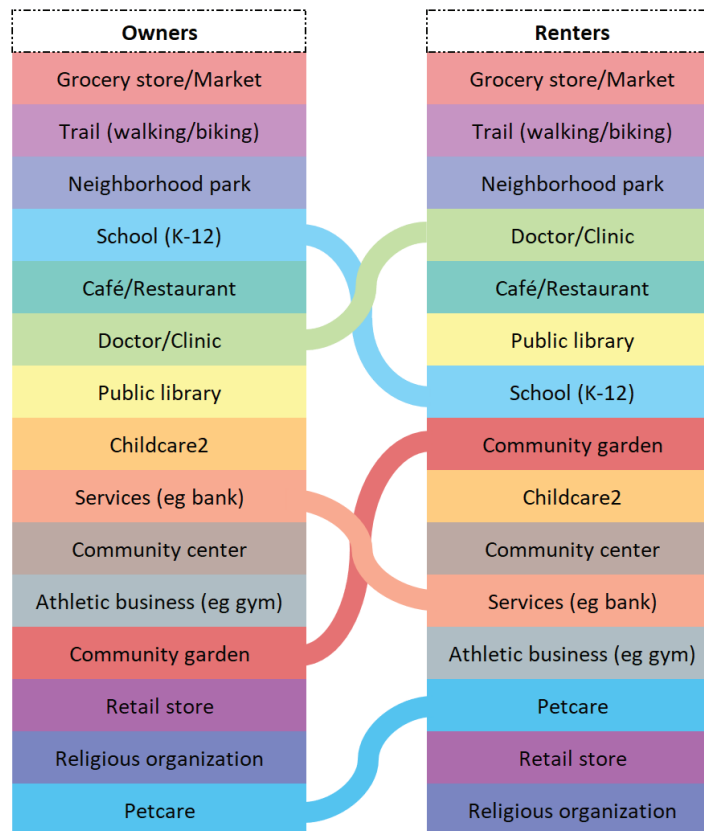 Owners
Grocery store/Market
Trail (walking/biking)
Neighborhood park
School (K-12)
Café/Restaurant
Doctor/Clinic
Public library
Childcare2
Services (eg bank)
Community center
Athletic business (eg gym)
Community garden
Retail store
Religious organization
Petcare
Renters
Grocery store/Market
Trail (walking/biking)
Neighborhood park
Doctor/Clinic
Café/Restaurant
Public library
School (K-12)
Community garden
Childcare2
Community center
Services (eg bank)
Athletic business (eg gym)
Petcare
Retail store
Religious organization